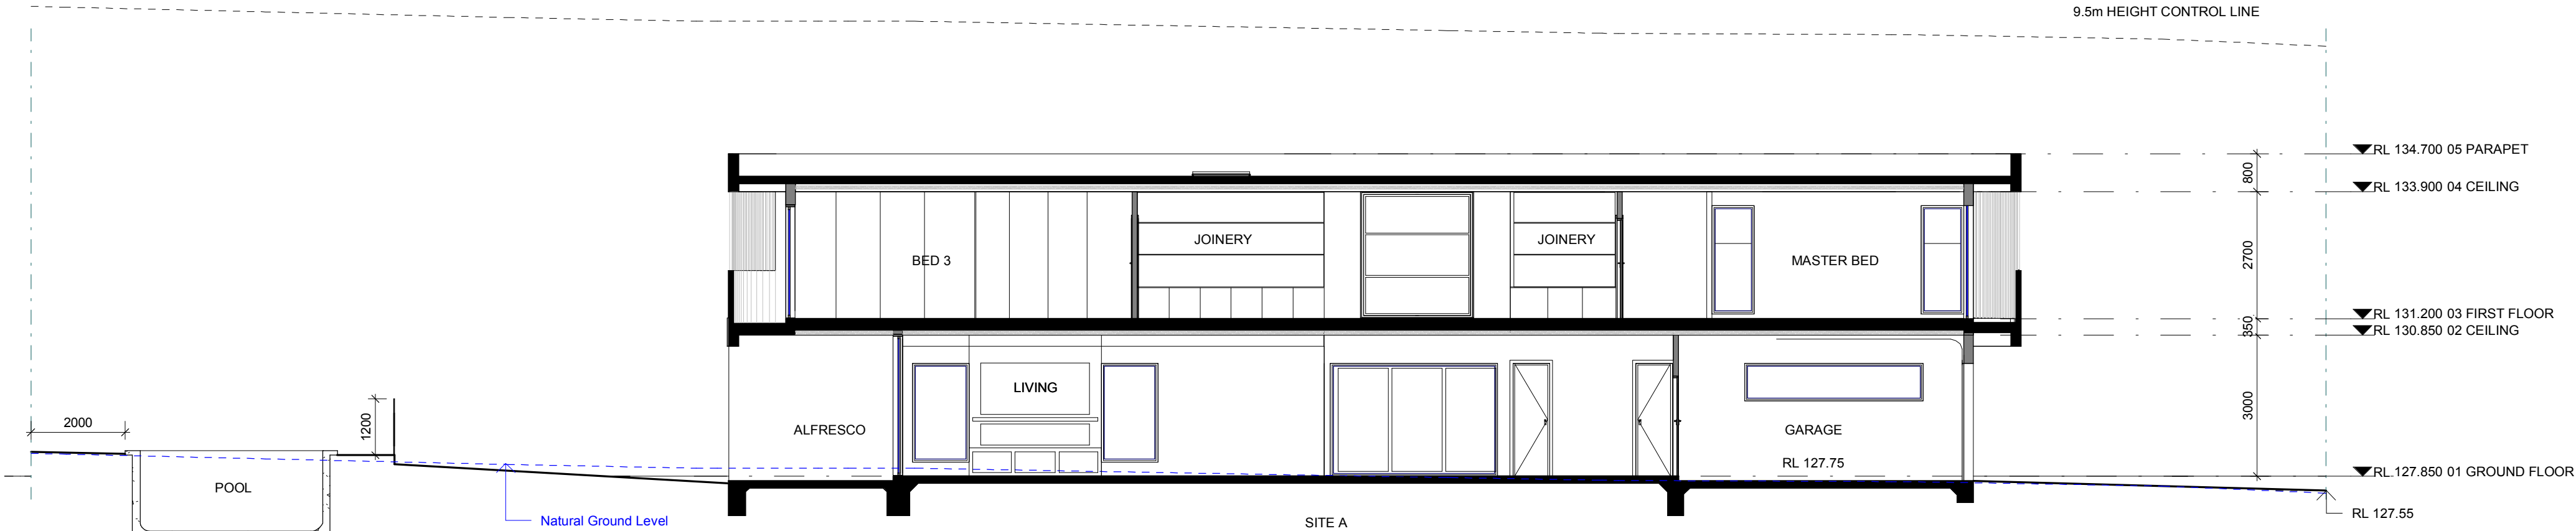 9.5m HEIGHT CONTROL LINE
RL 134.700 05 PARAPET
800
RL 133.900 04 CEILING
JOINERY
JOINERY
BED 3
MASTER BED
2700
RL 131.200 03 FIRST FLOOR
350
RL 130.850 02 CEILING
LIVING
3000
2000
1200
ALFRESCO
GARAGE
RL 127.75
RL 127.850 01 GROUND FLOOR
POOL
RL 127.55
Natural Ground Level
SITE A